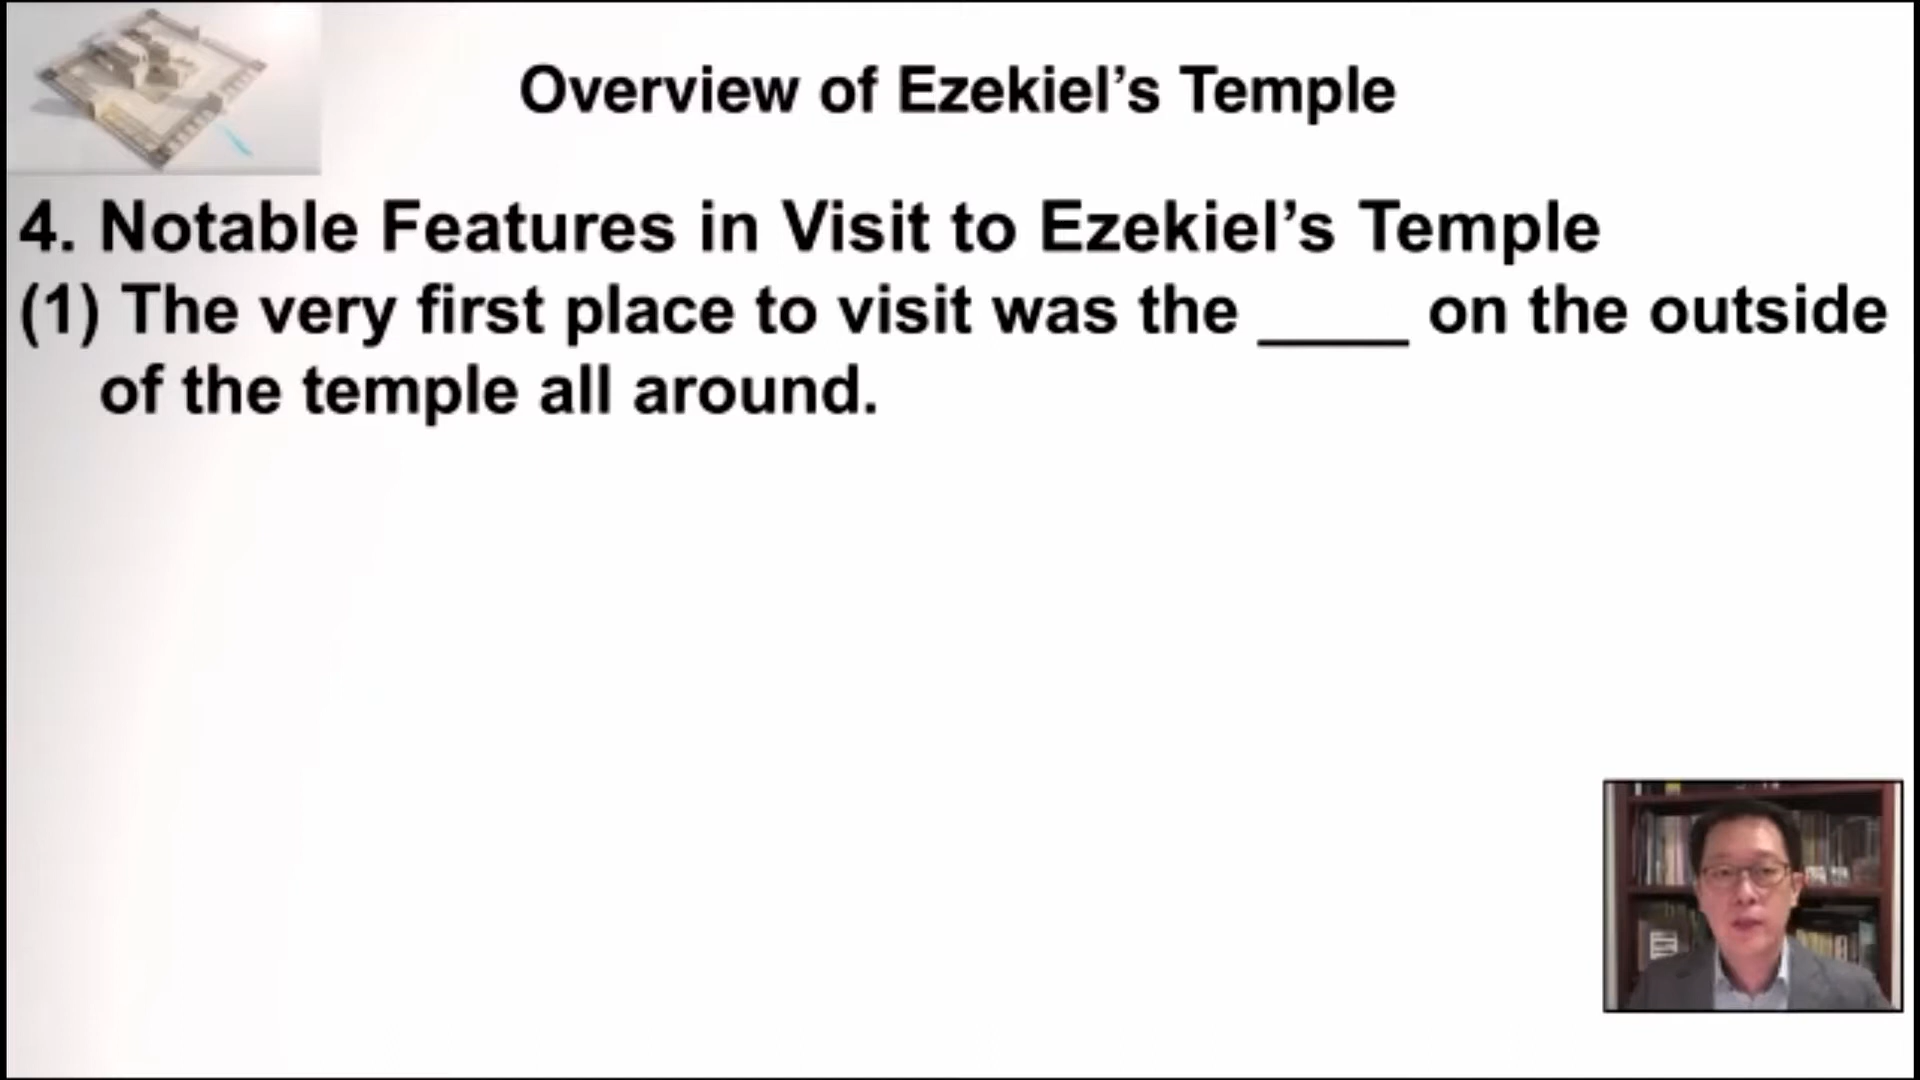 Overview of Ezekiel’s Temple
4. Notable Features in Visit to Ezekiel’s Temple
(1) The very first place to visit was the _____ on the outside
of the temple all around.